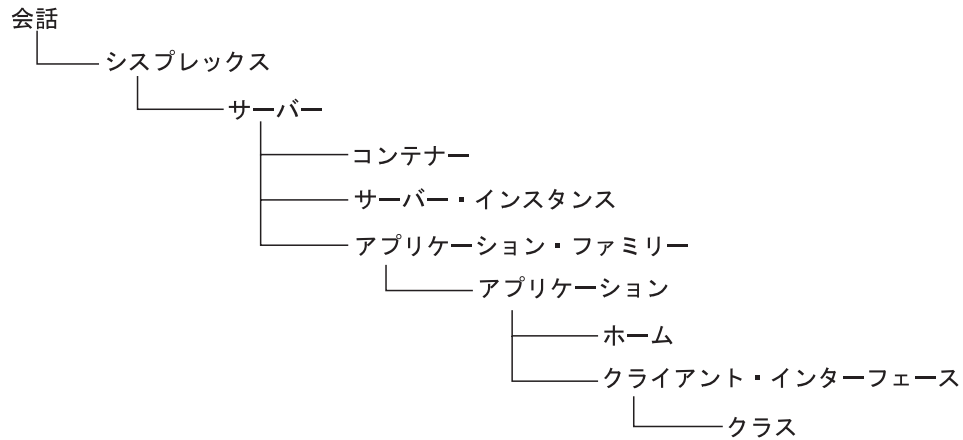 会話
シスプレックス
サーバー
コンテナー
サーバー・インスタンス
アプリケーション・ファミリー
アプリケーション
ホーム
クライアント・インターフェース
クラス